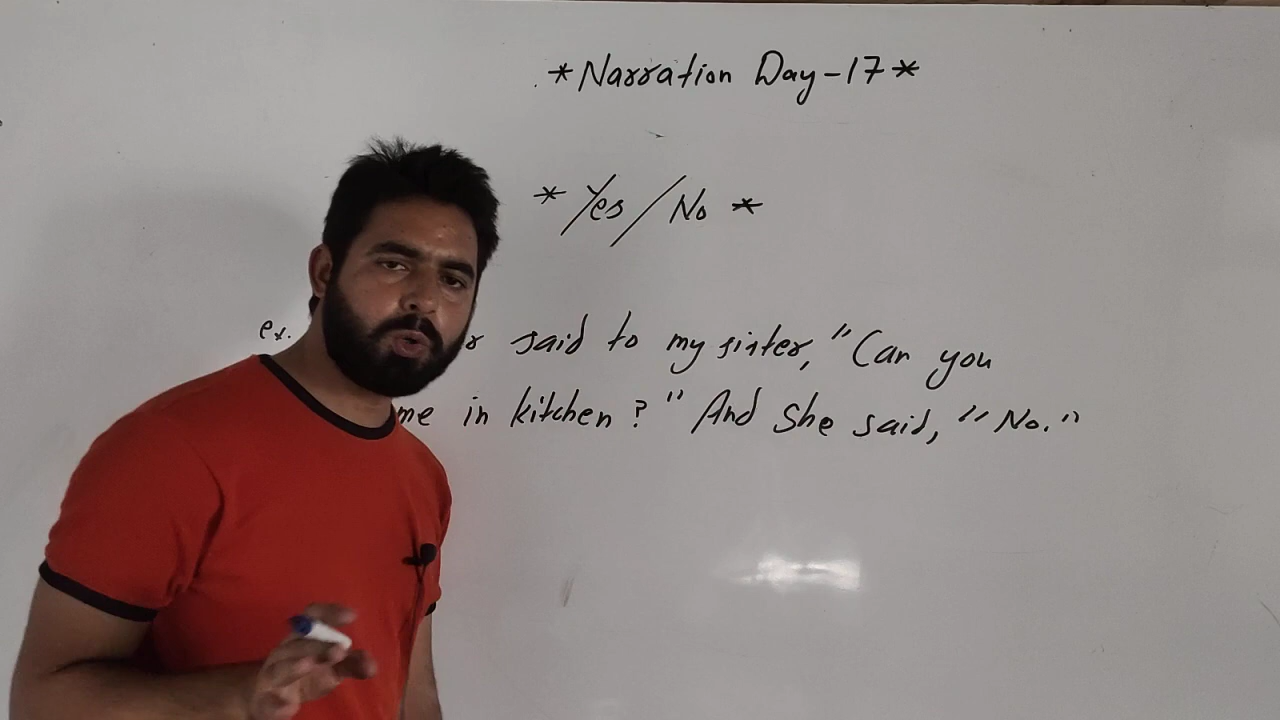 *Narration Day-17*
*Yes/No*
ex. said to my sister, "Can you
me in kitchen?" And she said, "No."